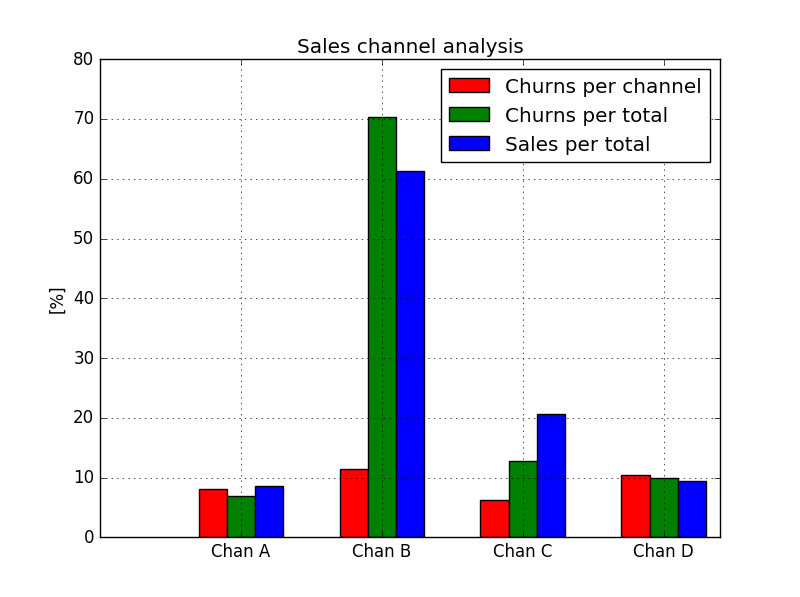 Sales channel analysis
Churns per channel
Churns per total
Sales per total
[%]
80
70
60
50
40
30
20
10
0
Chan A Chan B Chan C Chan D